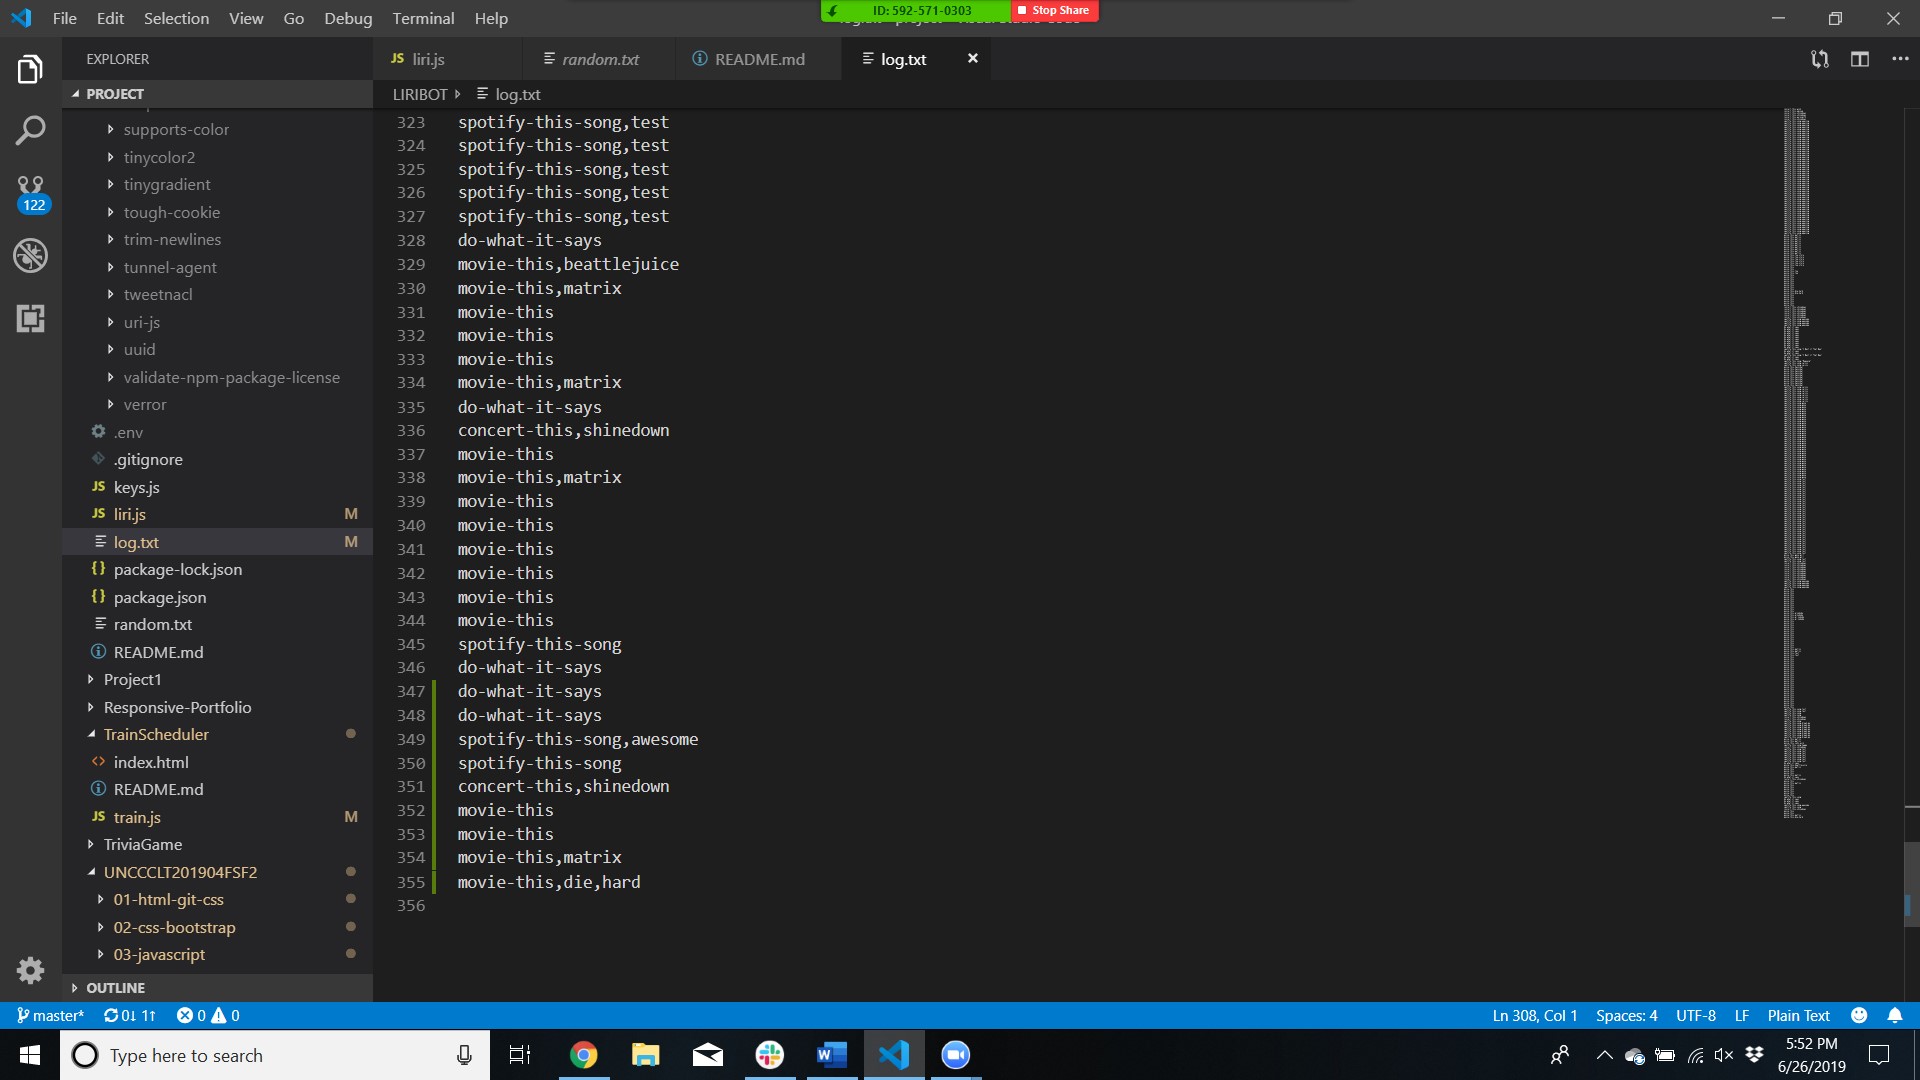 File Edit Selection View Go Debug Terminal Help
ID: 592-571-0303 Stop Share
EXPLORER
JS liri.js
random.txt
README.md
log.txt
PROJECT
LIRIBOT log.txt
supports-color
tinycolor2
tinygradient
tough-cookie
trim-newlines
tunnel-agent
tweetnacl
uri-js
uuid
validate-npm-package-license
verror
.env
.gitignore
JS keys.js
JS liri.js M
log.txt M
{} package-lock.json
{} package.json
random.txt
README.md
Project1
Responsive-Portfolio
TrainScheduler
<> index.html
README.md
JS train.js M
TriviaGame
UNCCCLT201904FSF2
01-html-git-css
02-css-bootstrap
03-javascript
OUTLINE
122
323 spotify-this-song,test
324 spotify-this-song,test
325 spotify-this-song,test
326 spotify-this-song,test
327 spotify-this-song,test
328 do-what-it-says
329 movie-this,beattlejuice
330 movie-this,matrix
331 movie-this
332 movie-this
333 movie-this
334 movie-this,matrix
335 do-what-it-says
336 concert-this,shinedown
337 movie-this
338 movie-this,matrix
339 movie-this
340 movie-this
341 movie-this
342 movie-this
343 movie-this
344 movie-this
345 spotify-this-song
346 do-what-it-says
347 do-what-it-says
348 do-what-it-says
349 spotify-this-song,awesome
350 spotify-this-song
351 concert-this,shinedown
352 movie-this
353 movie-this
354 movie-this,matrix
355 movie-this,die,hard
356
master* 0↓ 1↑ 0 0
Ln 308, Col 1 Spaces: 4 UTF-8 LF Plain Text
Type here to search
5:52 PM
6/26/2019